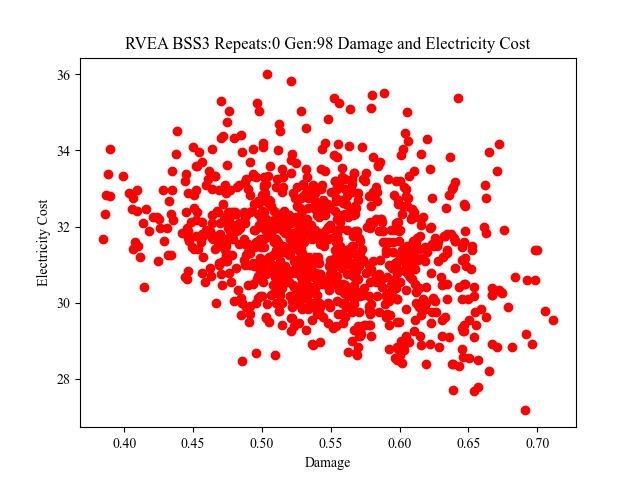 RVEA BSS3 Repeats:0 Gen:98 Damage and Electricity Cost
36
34
32
30
28
Electricity Cost
0.40 0.45 0.50 0.55 0.60 0.65 0.70
Damage